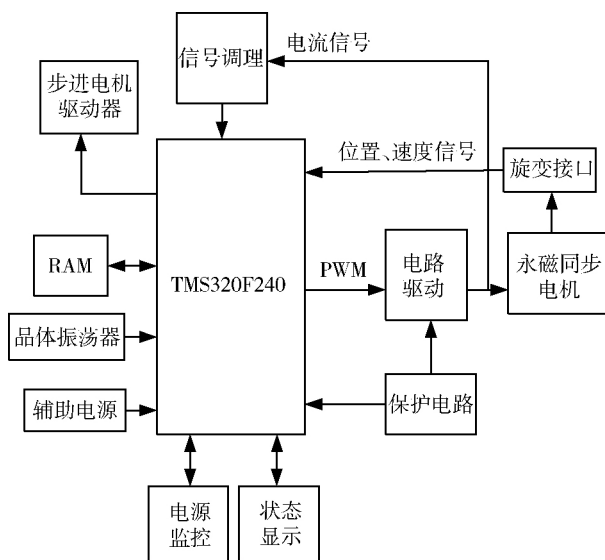 信号调理
电流信号
步进电机
驱动器
位置、速度信号
旋变接口
RAM
TMS320F240
PWM
电路
驱动
永磁同步
电机
品体振荡器
辅助电源
保护电路
电源
监控
状态
显示